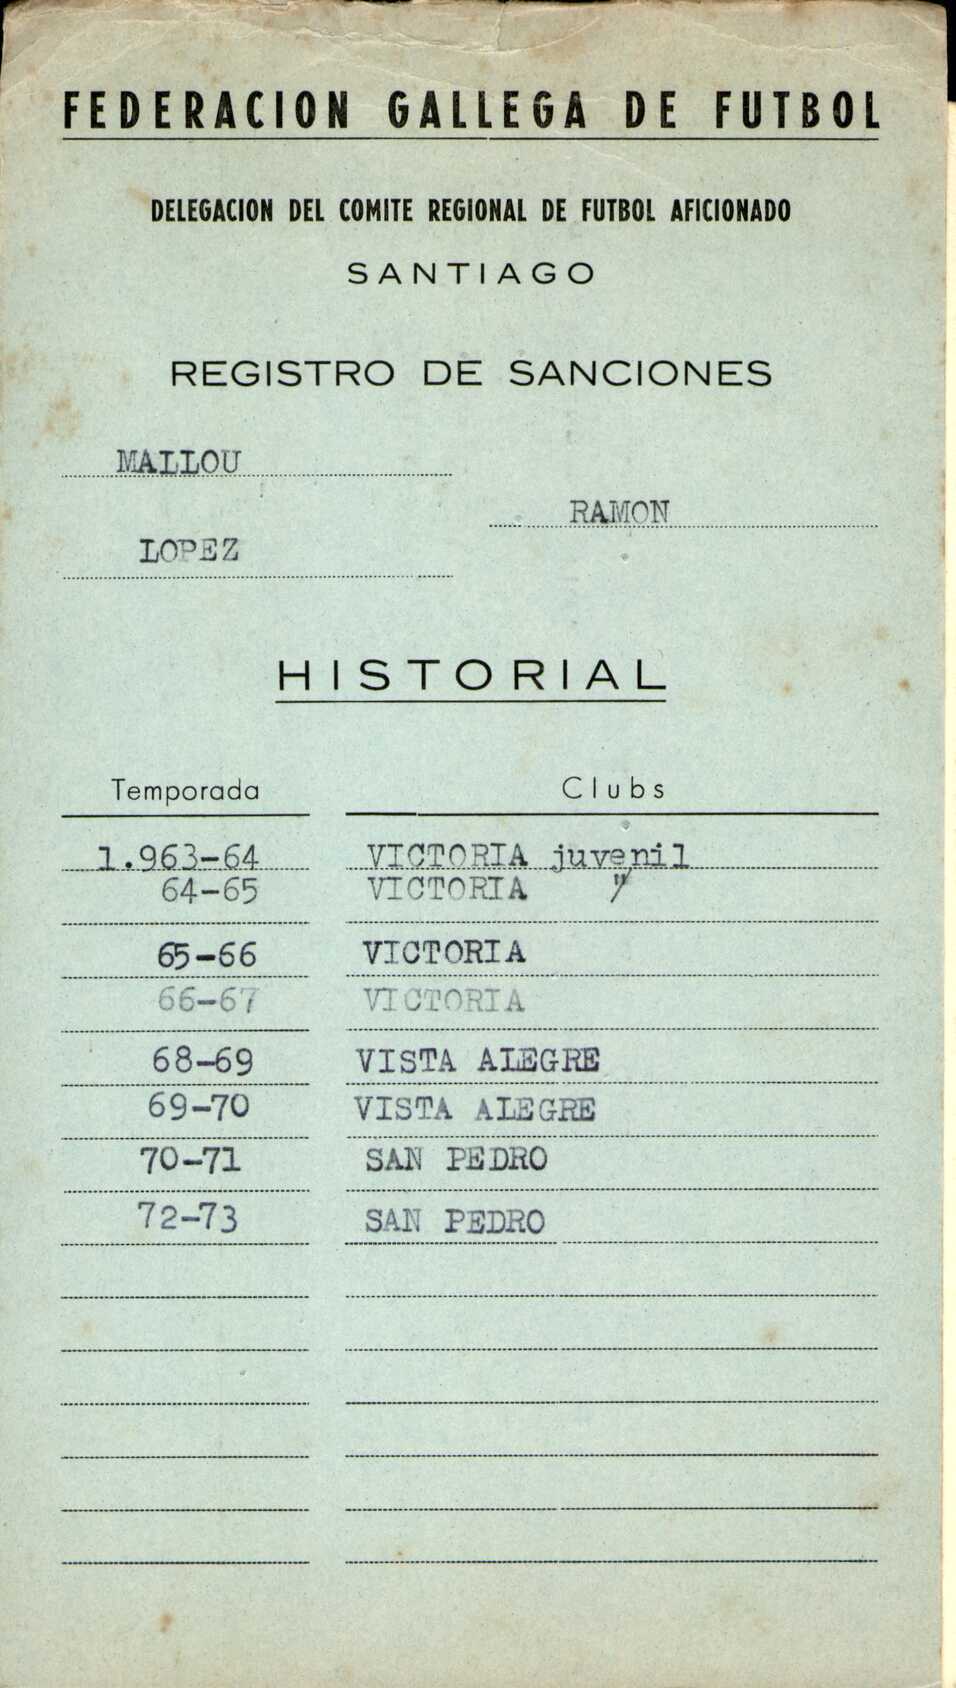 FEDERACION GALLEGA DE FUTBOL
DELEGACION DEL COMITE REGIONAL DE FUTBOL AFICIONADO
SANTIAGO
REGISTRO DE SANCIONES
MALLOU
RAMON
LOPEZ
HISTORIAL
Temporada Clubs
1.963-64 VICTORIA juvenil
64-65 VICTORIA "
65-66 VICTORIA
66-67 VICTORIA
68-69 VISTA ALEGRE
69-70 VISTA ALEGRE
70-71 SAN PEDRO
72-73 SAN PEDRO